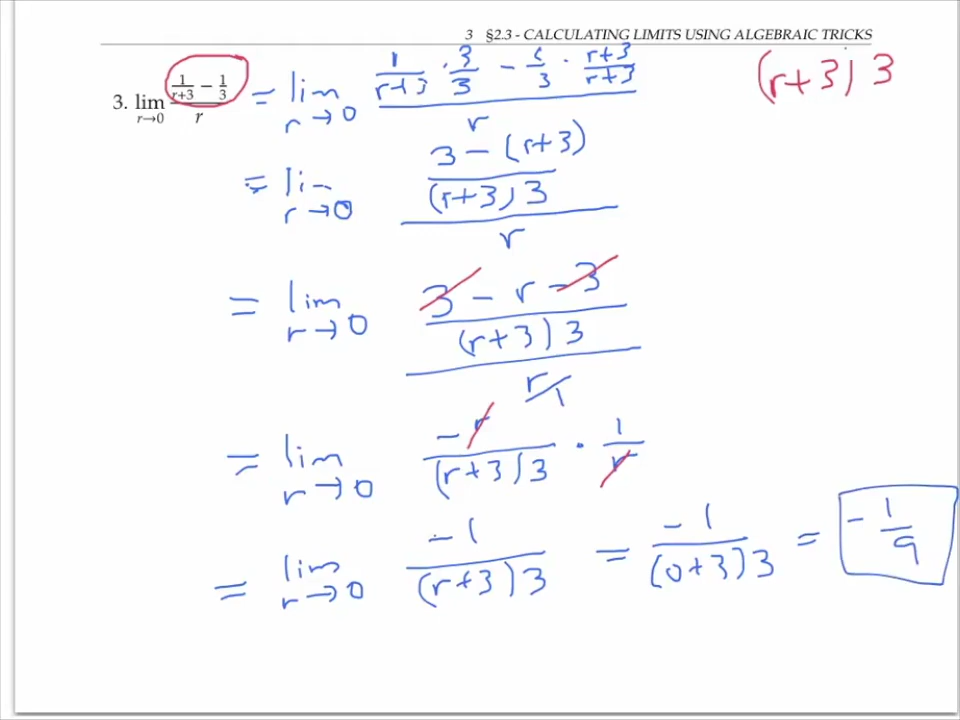 3 §2.3 - CALCULATING LIMITS USING ALGEBRAIC TRICKS
3. lim_{r→0} (1/(r+3) − 1/3)/r = lim_{r→0} (1/(r+3) · 3/3 − 1/3 · (r+3)/(r+3))/r
(r+3) 3
= lim_{r→0} ((3 − (r+3))/((r+3) 3))/r
= lim_{r→0} ((3 − r − 3)/((r+3) 3))/(r/1)
= lim_{r→0} (−r)/((r+3) 3) · 1/r
= lim_{r→0} (−1)/((r+3) 3) = (−1)/((0+3) 3) = −1/9